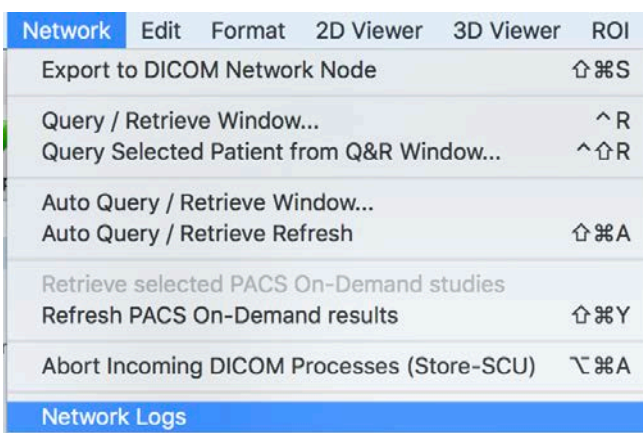 Network Edit Format 2D Viewer 3D Viewer ROI
Export to DICOM Network Node ⇧⌘S
Query / Retrieve Window... ^R
Query Selected Patient from Q&R Window... ^⇧R
Auto Query / Retrieve Window...
Auto Query / Retrieve Refresh ⇧⌘A
Retrieve selected PACS On-Demand studies
Refresh PACS On-Demand results ⇧⌘Y
Abort Incoming DICOM Processes (Store-SCU) ⌥⌘A
Network Logs